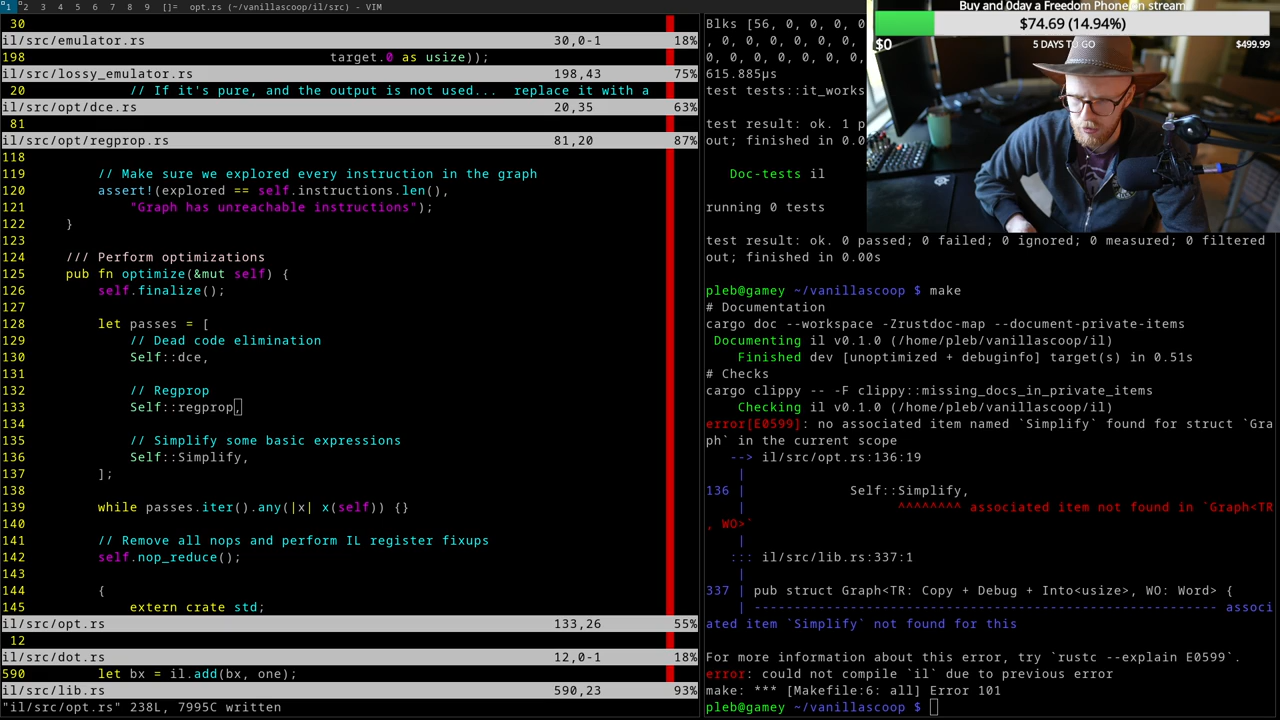 1 2 3 4 5 6 7 8 9 []= opt.rs (~/vanillascoop/il/src) - VIM
30
il/src/emulator.rs 30,0-1 18%
198 target.0 as usize));
il/src/lossy_emulator.rs 198,43 75%
20 // If it's pure, and the output is not used... replace it with a
il/src/opt/dce.rs 20,35 63%
81
il/src/opt/regprop.rs 81,20 87%
118
119 // Make sure we explored every instruction in the graph
120 assert!(explored == self.instructions.len(),
121 "Graph has unreachable instructions");
122 }
123
124 /// Perform optimizations
125 pub fn optimize(&mut self) {
126 self.finalize();
127
128 let passes = [
129 // Dead code elimination
130 Self::dce,
131
132 // Regprop
133 Self::regprop,
134
135 // Simplify some basic expressions
136 Self::Simplify,
137 ];
138
139 while passes.iter().any(|x| x(self)) {}
140
141 // Remove all nops and perform IL register fixups
142 self.nop_reduce();
143
144 {
145 extern crate std;
il/src/opt.rs 133,26 55%
12
il/src/dot.rs 12,0-1 18%
590 let bx = il.add(bx, one);
il/src/lib.rs 590,23 93%
"il/src/opt.rs" 238L, 7995C written
Blks [56, 0, 0, 0, 0
, 0, 0, 0, 0, 0, 0,
0, 0, 0, 0, 0, 0, 0,
615.885µs
test tests::it_works
test result: ok. 1 p
out; finished in 0.0
Doc-tests il
running 0 tests
test result: ok. 0 passed; 0 failed; 0 ignored; 0 measured; 0 filtered
out; finished in 0.00s
pleb@gamey ~/vanillascoop $ make
# Documentation
cargo doc --workspace -Zrustdoc-map --document-private-items
Documenting il v0.1.0 (/home/pleb/vanillascoop/il)
Finished dev [unoptimized + debuginfo] target(s) in 0.51s
# Checks
cargo clippy -- -F clippy::missing_docs_in_private_items
Checking il v0.1.0 (/home/pleb/vanillascoop/il)
error[E0599]: no associated item named `Simplify` found for struct `Gra
ph` in the current scope
--> il/src/opt.rs:136:19
|
136 | Self::Simplify,
| ^^^^^^^^ associated item not found in `Graph<TR
, WO>`
|
::: il/src/lib.rs:337:1
|
337 | pub struct Graph<TR: Copy + Debug + Into<usize>, WO: Word> {
| ---------------------------------------------------------- associ
ated item `Simplify` not found for this
For more information about this error, try `rustc --explain E0599`.
error: could not compile `il` due to previous error
make: *** [Makefile:6: all] Error 101
pleb@gamey ~/vanillascoop $
Buy and 0day a Freedom Phone on stream
$74.69 (14.94%)
$0 5 DAYS TO GO $499.99